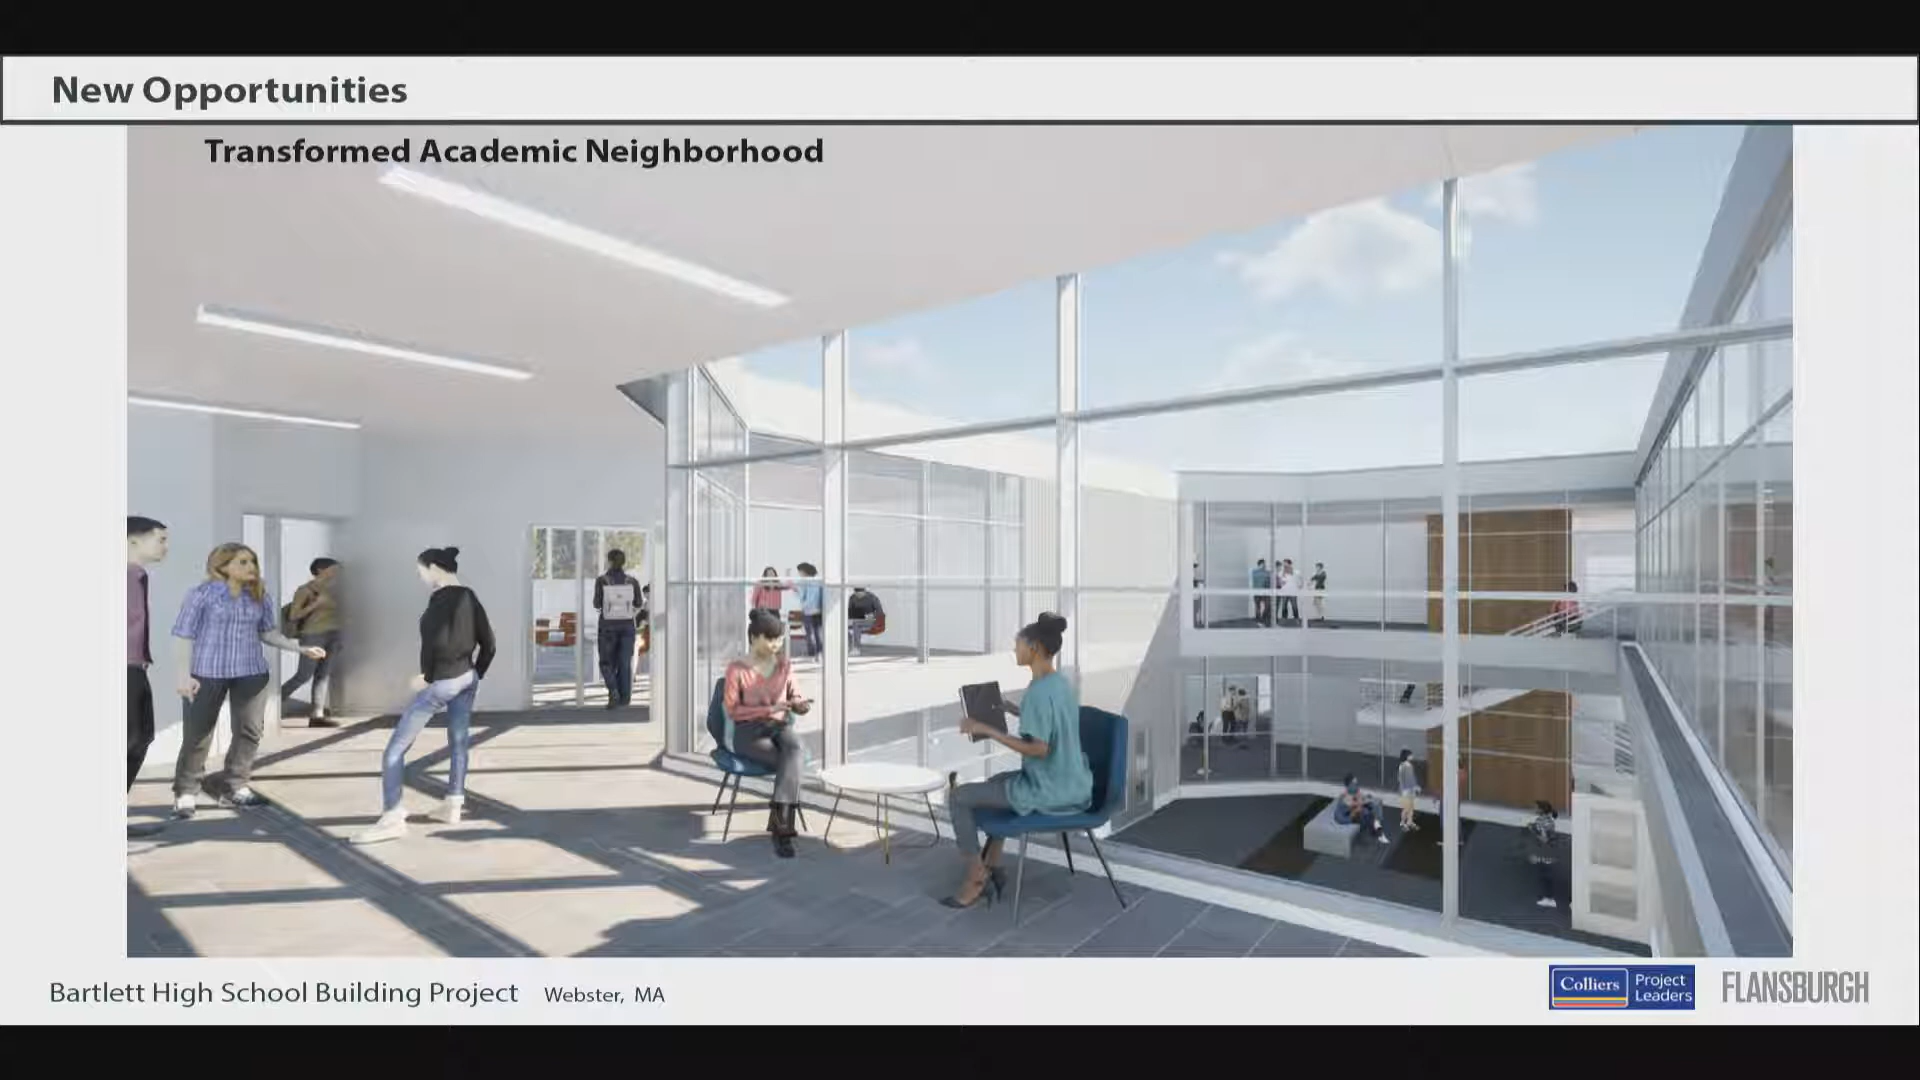 New Opportunities
Transformed Academic Neighborhood
Bartlett High School Building Project Webster, MA
Colliers Project Leaders
FLANSBURGH